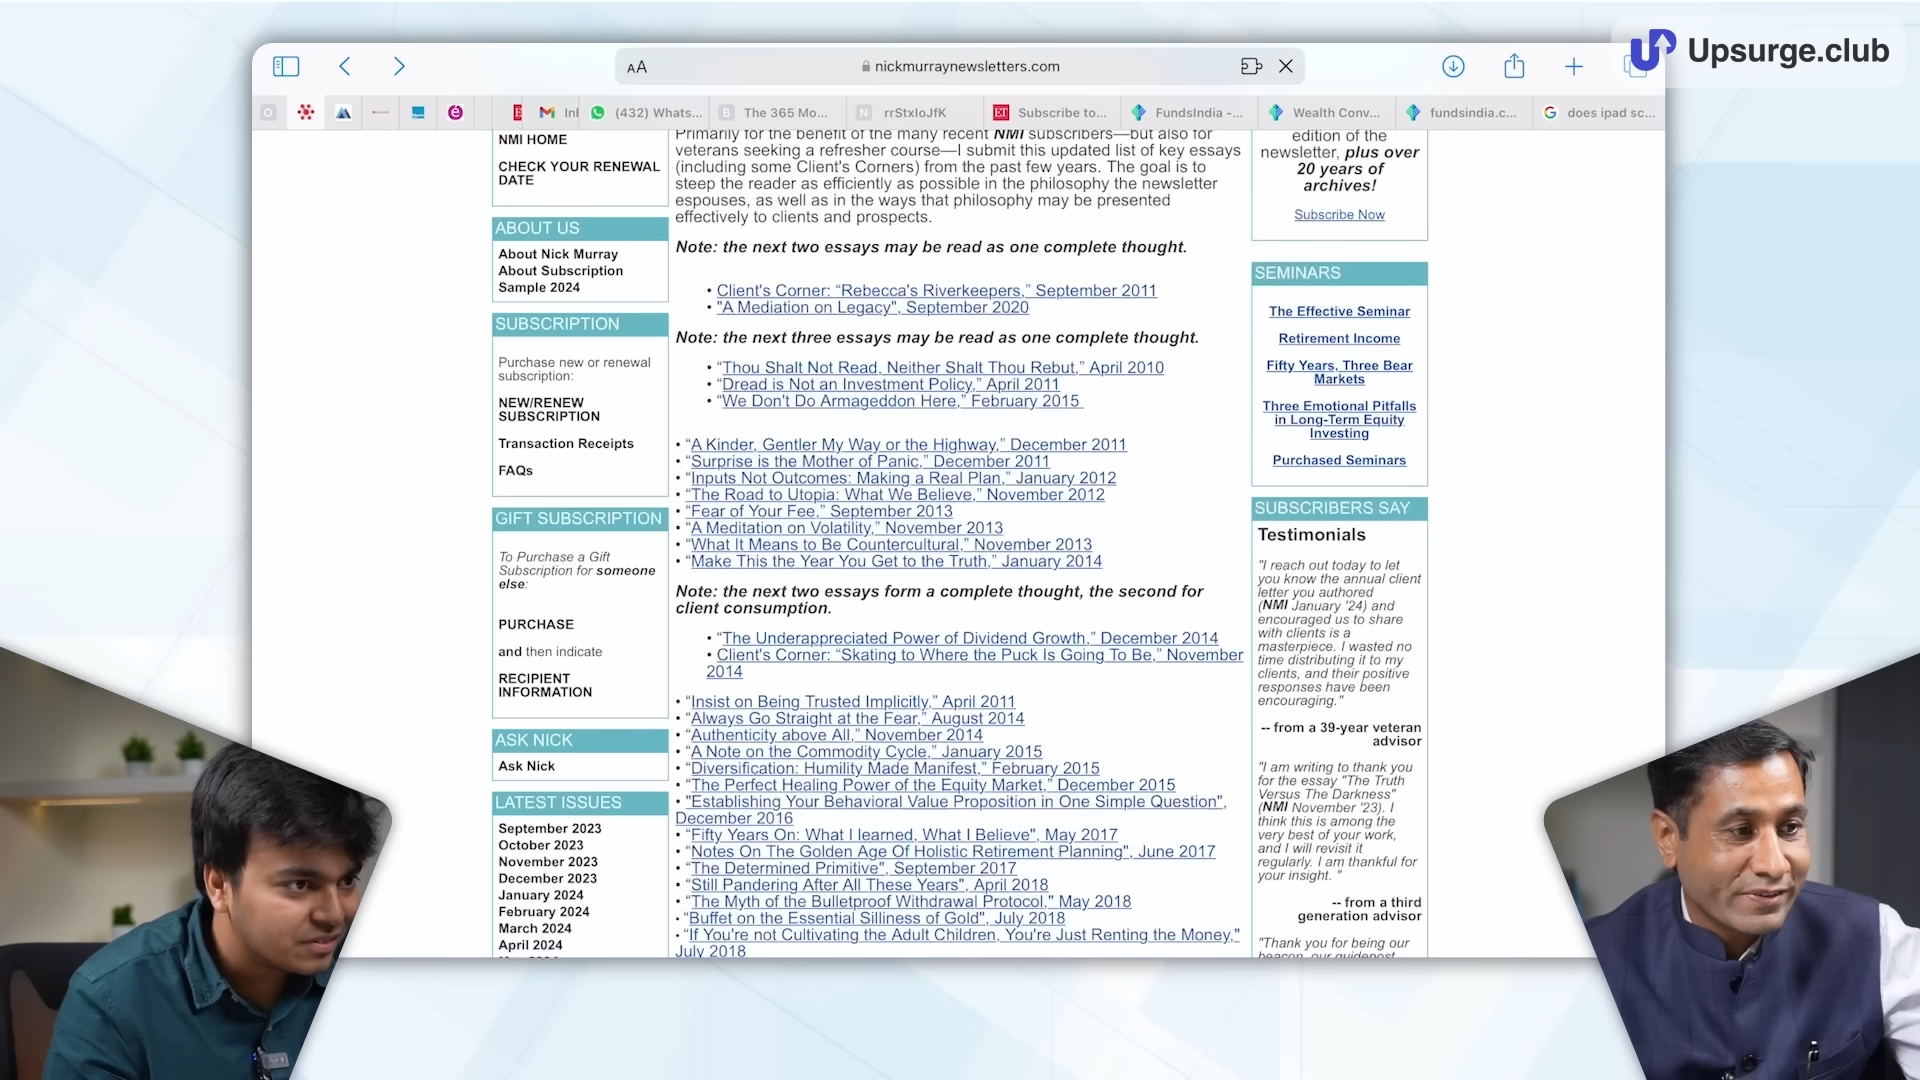 Upsurge.club
AA
nickmurraynewsletters.com
Inl
(432) Whats...
The 365 Mo...
rrStxIoJfK
Subscribe to...
FundsIndia -...
Wealth Conv...
fundsindia.c...
does ipad sc...
NMI HOME
CHECK YOUR RENEWAL
DATE
ABOUT US
About Nick Murray
About Subscription
Sample 2024
SUBSCRIPTION
Purchase new or renewal
subscription:
NEW/RENEW
SUBSCRIPTION
Transaction Receipts
FAQs
GIFT SUBSCRIPTION
To Purchase a Gift
Subscription for someone
else:
PURCHASE
and then indicate
RECIPIENT
INFORMATION
ASK NICK
Ask Nick
LATEST ISSUES
September 2023
October 2023
November 2023
December 2023
January 2024
February 2024
March 2024
April 2024
Primarily for the benefit of the many recent NMI subscribers—but also for
veterans seeking a refresher course—I submit this updated list of key essays
(including some Client's Corners) from the past few years. The goal is to
steep the reader as efficiently as possible in the philosophy the newsletter
espouses, as well as in the ways that philosophy may be presented
effectively to clients and prospects.
Note: the next two essays may be read as one complete thought.
• Client's Corner: “Rebecca's Riverkeepers,” September 2011
• "A Mediation on Legacy", September 2020
Note: the next three essays may be read as one complete thought.
• “Thou Shalt Not Read, Neither Shalt Thou Rebut,” April 2010
• “Dread is Not an Investment Policy,” April 2011
• “We Don't Do Armageddon Here,” February 2015
• “A Kinder, Gentler My Way or the Highway,” December 2011
• “Surprise is the Mother of Panic,” December 2011
• “Inputs Not Outcomes: Making a Real Plan,” January 2012
• “The Road to Utopia: What We Believe,” November 2012
• “Fear of Your Fee,” September 2013
• “A Meditation on Volatility,” November 2013
• “What It Means to Be Countercultural,” November 2013
• “Make This the Year You Get to the Truth,” January 2014
Note: the next two essays form a complete thought, the second for
client consumption.
• “The Underappreciated Power of Dividend Growth,” December 2014
• Client's Corner: “Skating to Where the Puck Is Going To Be,” November
2014
• “Insist on Being Trusted Implicitly,” April 2011
• “Always Go Straight at the Fear,” August 2014
• “Authenticity above All,” November 2014
• “A Note on the Commodity Cycle,” January 2015
• “Diversification: Humility Made Manifest,” February 2015
• “The Perfect Healing Power of the Equity Market,” December 2015
• "Establishing Your Behavioral Value Proposition in One Simple Question",
December 2016
• “Fifty Years On: What I learned, What I Believe", May 2017
• “Notes On The Golden Age Of Holistic Retirement Planning", June 2017
• “The Determined Primitive", September 2017
• “Still Pandering After All These Years", April 2018
• “The Myth of the Bulletproof Withdrawal Protocol,” May 2018
• “Buffet on the Essential Silliness of Gold", July 2018
• “If You're not Cultivating the Adult Children, You're Just Renting the Money,"
July 2018
edition of the
newsletter, plus over
20 years of
archives!
Subscribe Now
SEMINARS
The Effective Seminar
Retirement Income
Fifty Years, Three Bear
Markets
Three Emotional Pitfalls
in Long-Term Equity
Investing
Purchased Seminars
SUBSCRIBERS SAY
Testimonials
"I reach out today to let
you know the annual client
letter you authored
(NMI January '24) and
encouraged us to share
with clients is a
masterpiece. I wasted no
time distributing it to my
clients, and their positive
responses have been
encouraging."
-- from a 39-year veteran
advisor
"I am writing to thank you
for the essay "The Truth
Versus The Darkness"
(NMI November '23). I
think this is among the
very best of your work,
and I will revisit it
regularly. I am thankful for
your insight. "
-- from a third
generation advisor
"Thank you for being our
beacon, our guidepost